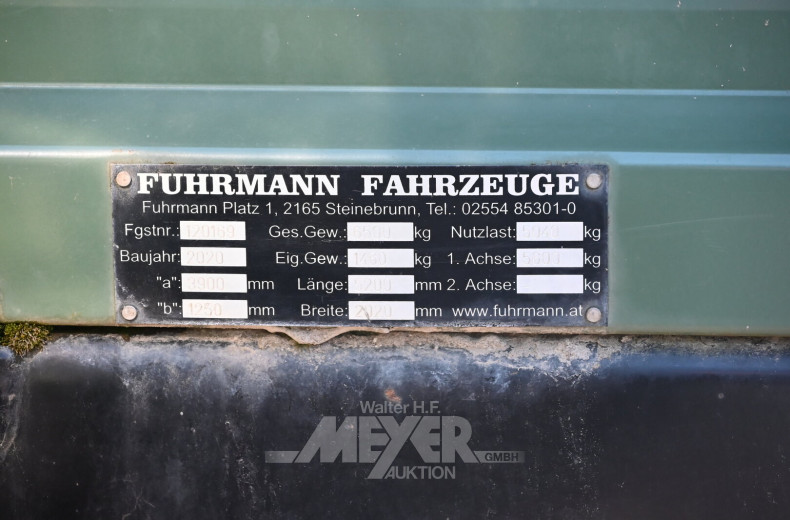 FUHRMANN FAHRZEUGE
Fuhrmann Platz 1, 2165 Steinebrunn, Tel.: 02554 85301-0
Fgstnr.: 120169 Ges.Gew.: kg Nutzlast: kg
Baujahr: 2020 Eig.Gew.: kg 1. Achse: kg
"a": 3900 mm Länge: mm 2. Achse: kg
"b": 1250 mm Breite: mm www.fuhrmann.at
Walter H.F.
MEYER
GMBH
AUKTION